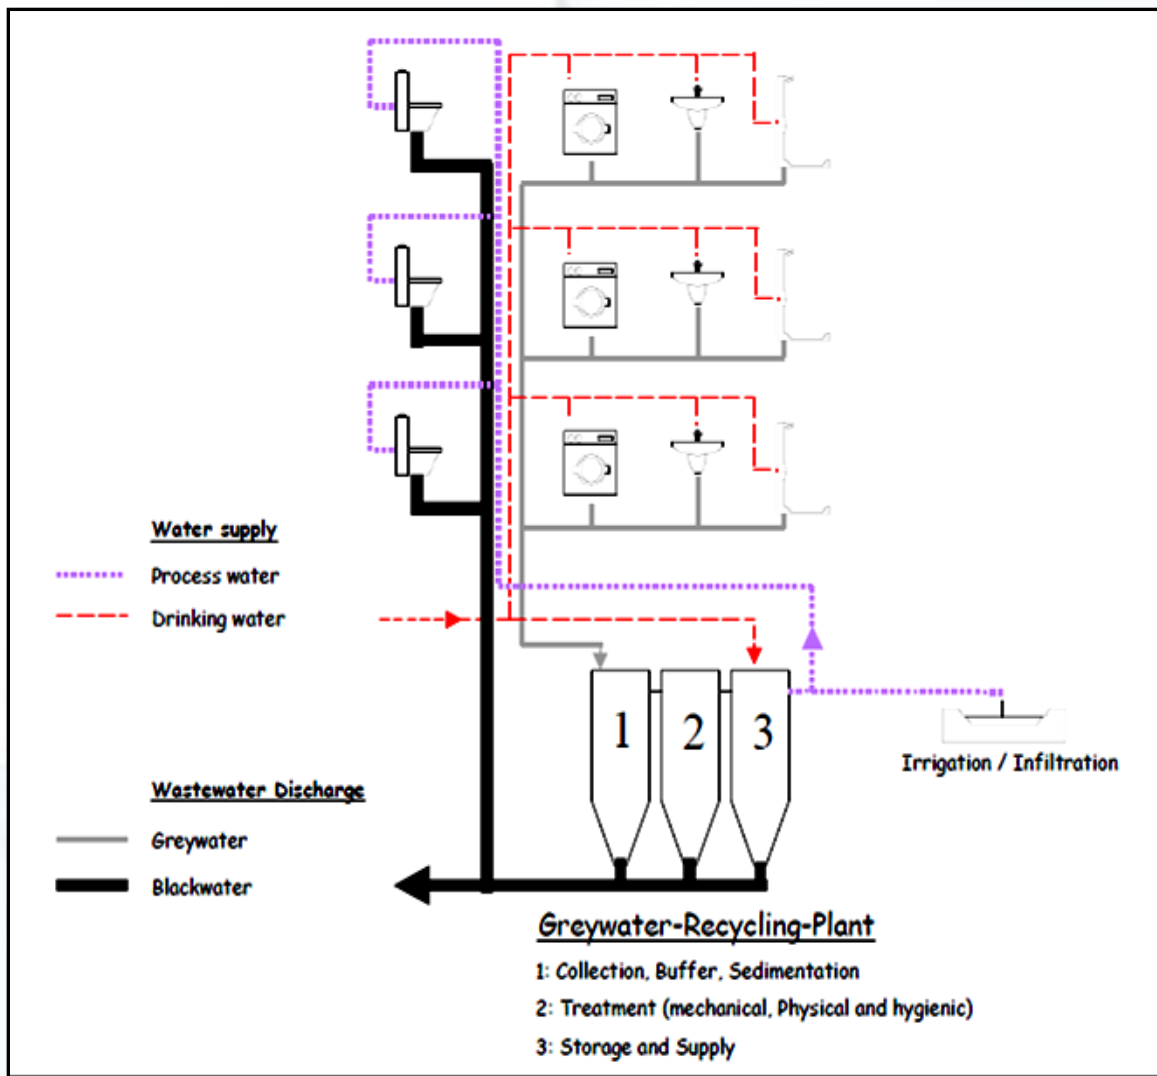 Water supply
Process water
Drinking water
1
2
3
Irrigation / Infiltration
Wastewater Discharge
Greywater
Blackwater
Greywater-Recycling-Plant
1: Collection, Buffer, Sedimentation
2: Treatment (mechanical, Physical and hygienic)
3: Storage and Supply